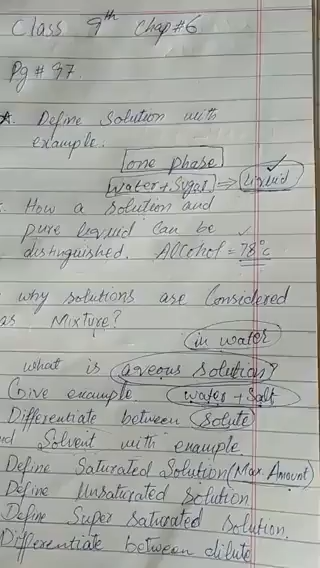 Class 9th Chap#6
Pg # 97.
Define Solution with
example.
one phase
Water+Sugar ⇒ liquid
How a solution and
pure liquid can be
distinguished. Alcohol = 78°c
why solutions are Considered
as Mixture?
in water
what is aqeous solution?
Give example. water + Salt
Differentiate between Solute
nd Solvent with example
Define Saturated Solution (Max. Amount)
Define Unsaturated solution
Define Super saturated Solution.
Differentiate between dilute